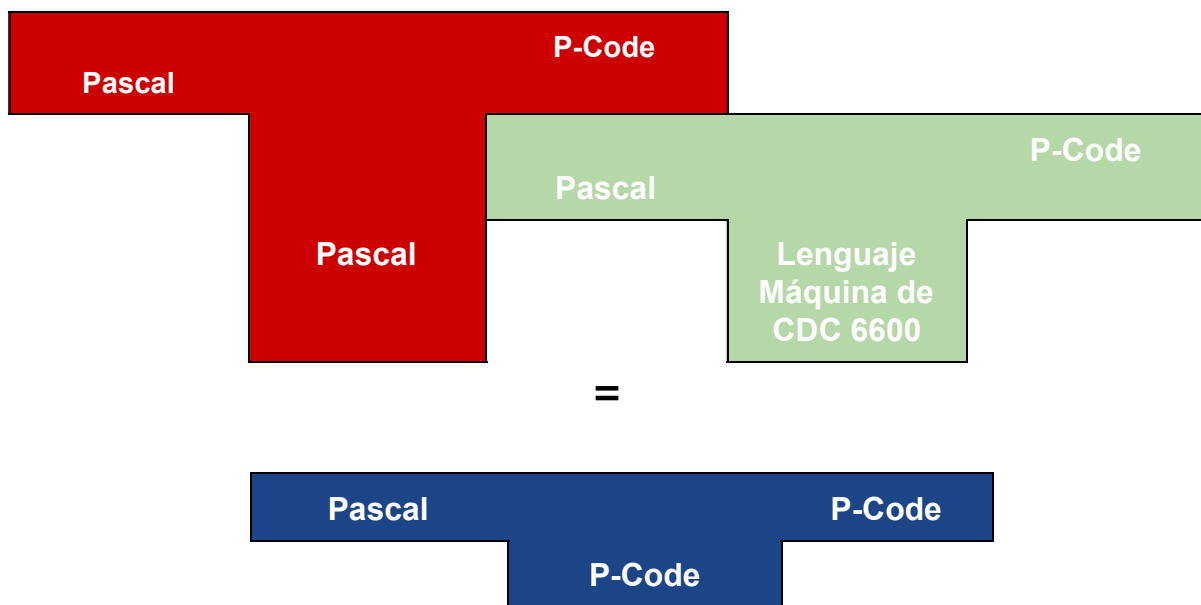 P-Code
Pascal
P-Code
Pascal
Pascal
Lenguaje
Máquina de
CDC 6600
=
Pascal
P-Code
P-Code